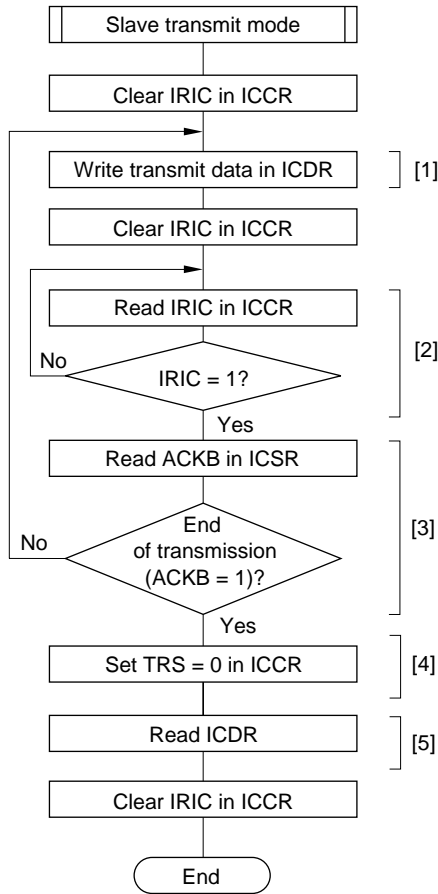 Slave transmit mode
Clear IRIC in ICCR
Write transmit data in ICDR
[1]
Clear IRIC in ICCR
Read IRIC in ICCR
[2]
No
IRIC = 1?
Yes
Read ACKB in ICSR
[3]
No
End
of transmission
(ACKB = 1)?
Yes
Set TRS = 0 in ICCR
[4]
Read ICDR
[5]
Clear IRIC in ICCR
End